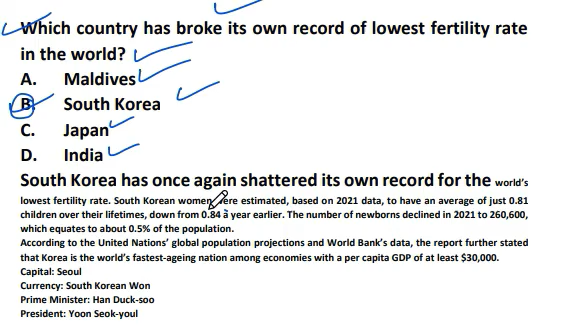 Which country has broke its own record of lowest fertility rate
in the world?
A. Maldives
B. South Korea
C. Japan
D. India
South Korea has once again shattered its own record for the world's
lowest fertility rate. South Korean women were estimated, based on 2021 data, to have an average of just 0.81
children over their lifetimes, down from 0.84 a year earlier. The number of newborns declined in 2021 to 260,600,
which equates to about 0.5% of the population.
According to the United Nations' global population projections and World Bank's data, the report further stated
that Korea is the world's fastest-ageing nation among economies with a per capita GDP of at least $30,000.
Capital: Seoul
Currency: South Korean Won
Prime Minister: Han Duck-soo
President: Yoon Seok-youl